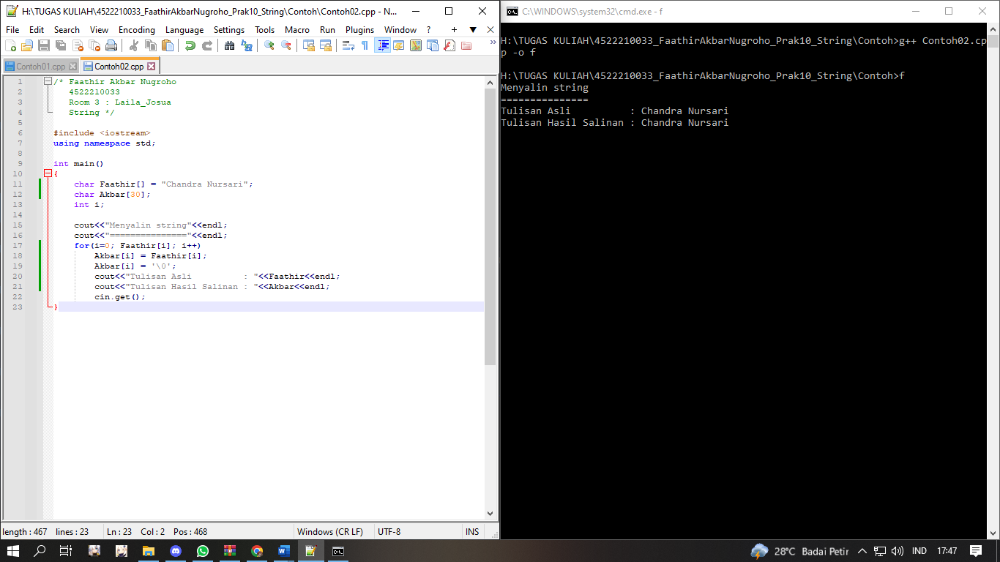 H:\TUGAS KULIAH\4522210033_FaathirAkbarNugroho_Prak10_String\Contoh\Contoh02.cpp - N...
File Edit Search View Encoding Language Settings Tools Macro Run Plugins Window ? + ▼ X
Contoh01.cpp
Contoh02.cpp
1 /* Faathir Akbar Nugroho
2 4522210033
3 Room 3 : Laila_Josua
4 String */
5
6 #include <iostream>
7 using namespace std;
8
9 int main()
10 {
11 char Faathir[] = "Chandra Nursari";
12 char Akbar[30];
13 int i;
14
15 cout<<"Menyalin string"<<endl;
16 cout<<"==============="<<endl;
17 for(i=0; Faathir[i]; i++)
18 Akbar[i] = Faathir[i];
19 Akbar[i] = '\0';
20 cout<<"Tulisan Asli          : "<<Faathir<<endl;
21 cout<<"Tulisan Hasil Salinan : "<<Akbar<<endl;
22 cin.get();
23 }
length : 467 lines : 23 Ln : 23 Col : 2 Pos : 468 Windows (CR LF) UTF-8 INS
C:\WINDOWS\system32\cmd.exe - f
H:\TUGAS KULIAH\4522210033_FaathirAkbarNugroho_Prak10_String\Contoh>g++ Contoh02.cp
p -o f
H:\TUGAS KULIAH\4522210033_FaathirAkbarNugroho_Prak10_String\Contoh>f
Menyalin string
===============
Tulisan Asli          : Chandra Nursari
Tulisan Hasil Salinan : Chandra Nursari
28°C Badai Petir IND 17:47